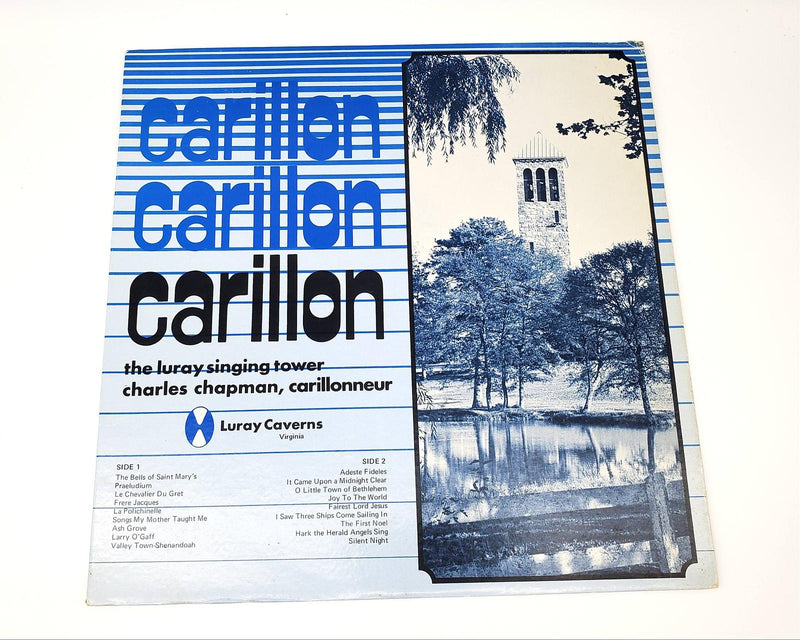 carillon
carillon
carillon
the luray singing tower
charles chapman, carillonneur
Luray Caverns
Virginia
SIDE 1
The Bells of Saint Mary's
Praeludium
Le Chevalier Du Gret
Frere Jacques
La Polichinelle
Songs My Mother Taught Me
Ash Grove
Larry O'Gaff
Valley Town-Shenandoah
SIDE 2
Adeste Fideles
It Came Upon a Midnight Clear
O Little Town of Bethlehem
Joy To The World
Fairest Lord Jesus
I Saw Three Ships Come Sailing In
The First Noel
Hark the Herald Angels Sing
Silent Night